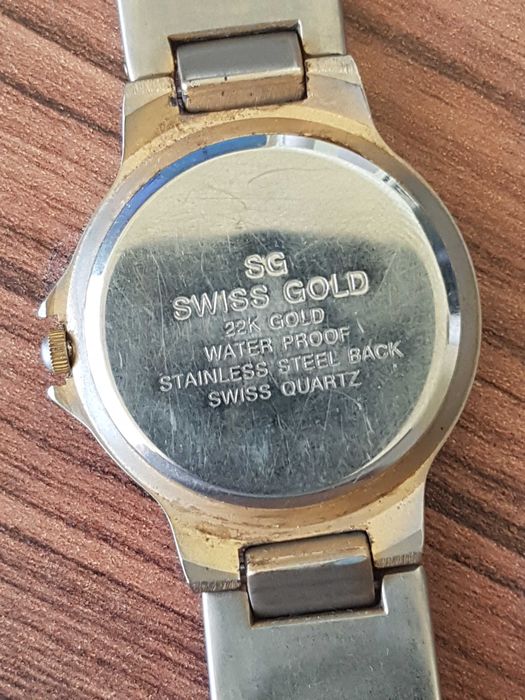 SG
SWISS GOLD
22K GOLD
WATER PROOF
STAINLESS STEEL BACK
SWISS QUARTZ